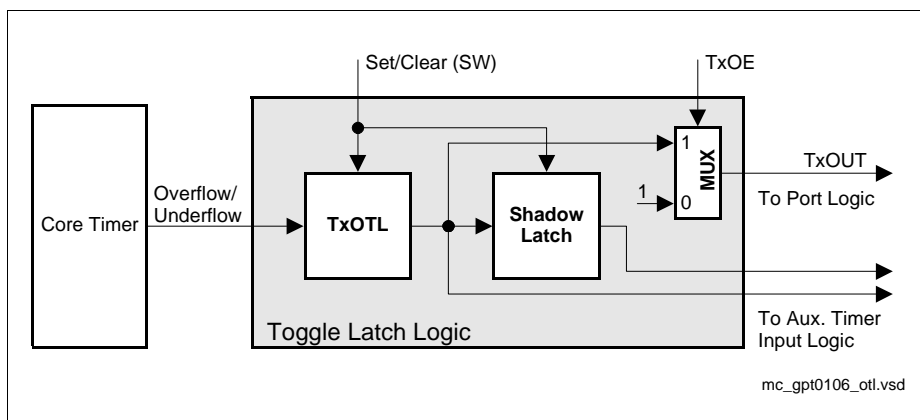 Set/Clear (SW)
TxOE
Core Timer
Overflow/
Underflow
TxOTL
Shadow
Latch
1
MUX
1
0
TxOUT
To Port Logic
To Aux. Timer
Input Logic
Toggle Latch Logic
mc_gpt0106_otl.vsd